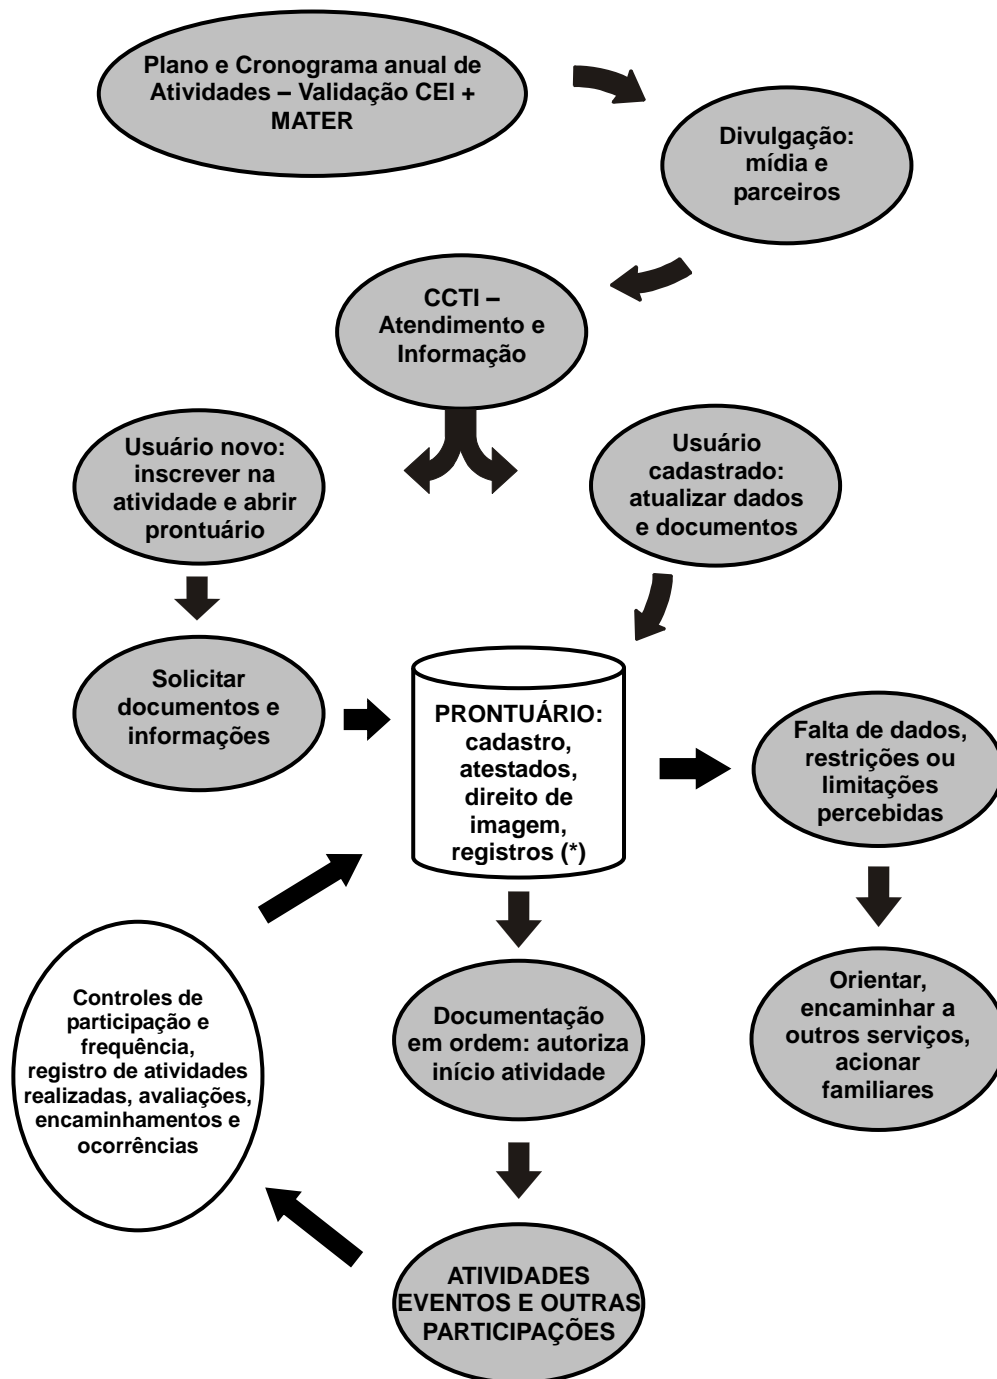 Plano e Cronograma anual de
Atividades – Validação CEI +
MATER
Divulgação:
mídia e
parceiros
CCTI –
Atendimento e
Informação
Usuário novo:
inscrever na
atividade e abrir
prontuário
Usuário
cadastrado:
atualizar dados
e documentos
Solicitar
documentos e
informações
PRONTUÁRIO:
cadastro,
atestados,
direito de
imagem,
registros (*)
Falta de dados,
restrições ou
limitações
percebidas
Controles de
participação e
frequência,
registro de atividades
realizadas, avaliações,
encaminhamentos e
ocorrências
Documentação
em ordem: autoriza
início atividade
Orientar,
encaminhar a
outros serviços,
acionar
familiares
ATIVIDADES
EVENTOS E OUTRAS
PARTICIPAÇÕES